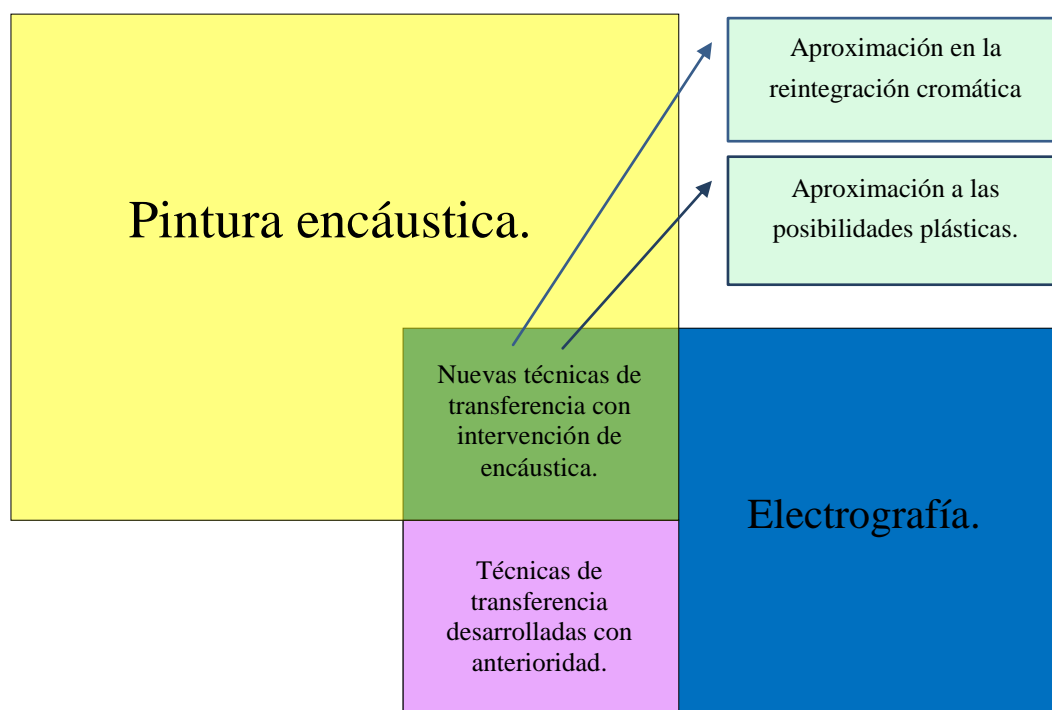 Aproximación en la
reintegración cromática
Pintura encáustica.
Aproximación a las
posibilidades plásticas.
Nuevas técnicas de
transferencia con
intervención de
encáustica.
Electrografía.
Técnicas de
transferencia
desarrolladas con
anterioridad.